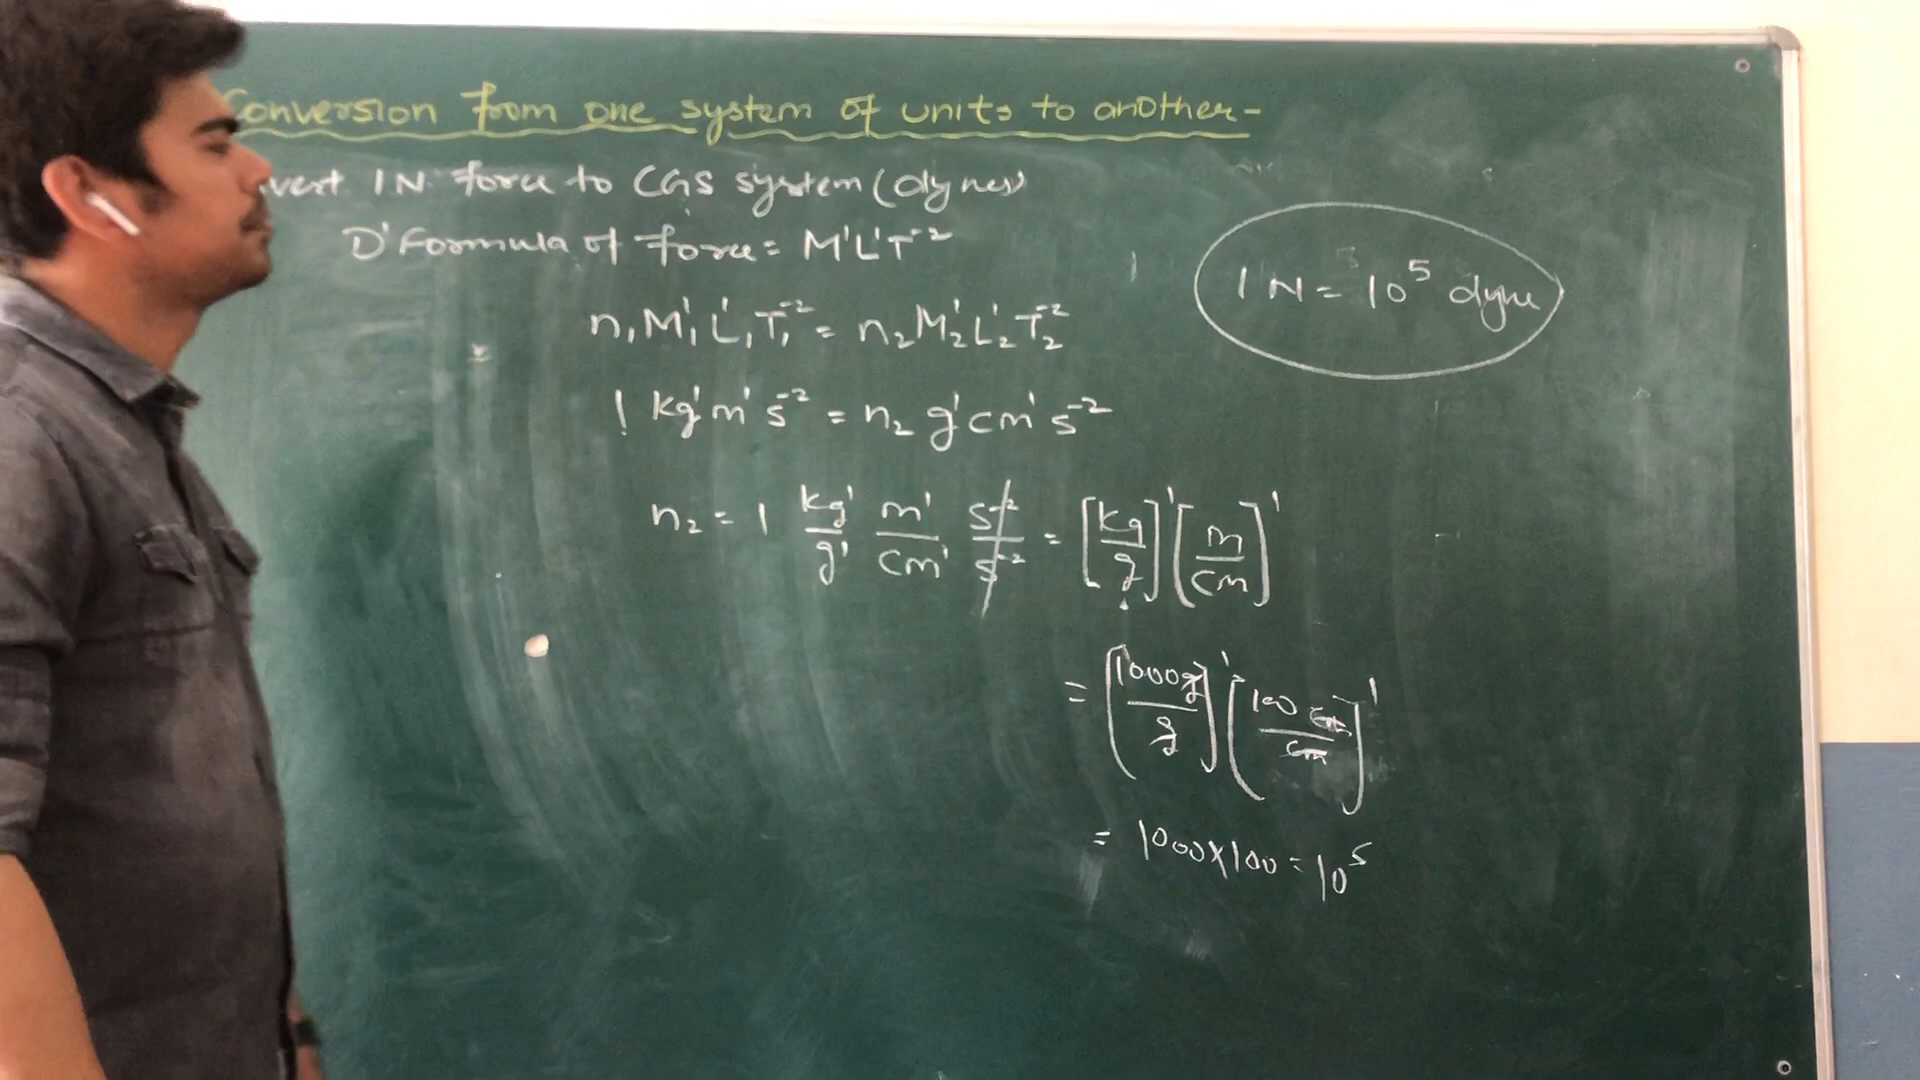 Conversion from one system of units to another-
vert 1N force to CGS system (dynes)
D' Formula of force = M¹L¹T⁻²
1 N = 10⁵ dyne
n₁M₁¹L₁¹T₁⁻² = n₂M₂¹L₂¹T₂⁻²
1 kg¹m¹s⁻² = n₂ g¹cm¹s⁻²
n₂ = 1 kg¹/g¹ m¹/cm¹ s⁻²/s⁻² = [kg/g]¹[m/cm]¹
= [1000g/g]¹[100 cm/cm]¹
= 1000×100 = 10⁵